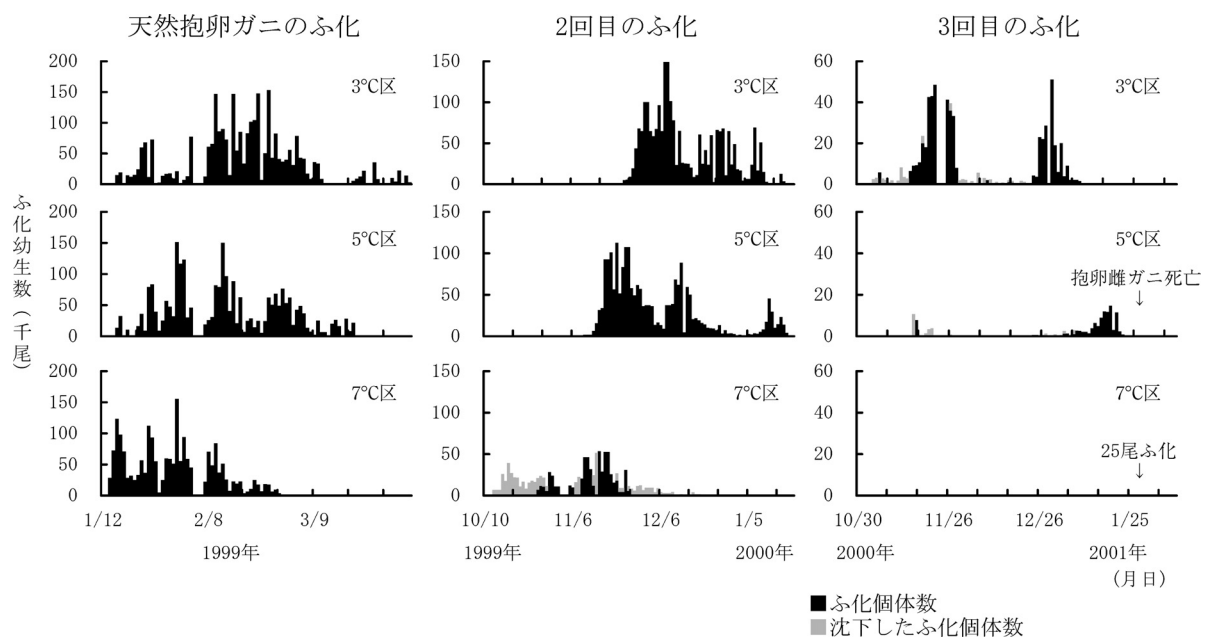 天然抱卵ガニのふ化
2回目のふ化
3回目のふ化
ふ化幼生数（千尾）
200
150
100
50
0
3℃区
150
100
50
0
3℃区
60
40
20
0
3℃区
200
150
100
50
0
5℃区
150
100
50
0
5℃区
60
40
20
0
5℃区
抱卵雌ガニ死亡
↓
200
150
100
50
0
7℃区
150
100
50
0
7℃区
60
40
20
0
7℃区
25尾ふ化
↓
1/12 2/8 3/9
1999年
10/10 11/6 12/6 1/5
1999年 2000年
10/30 11/26 12/26 1/25
2000年 2001年
（月日）
ふ化個体数
沈下したふ化個体数